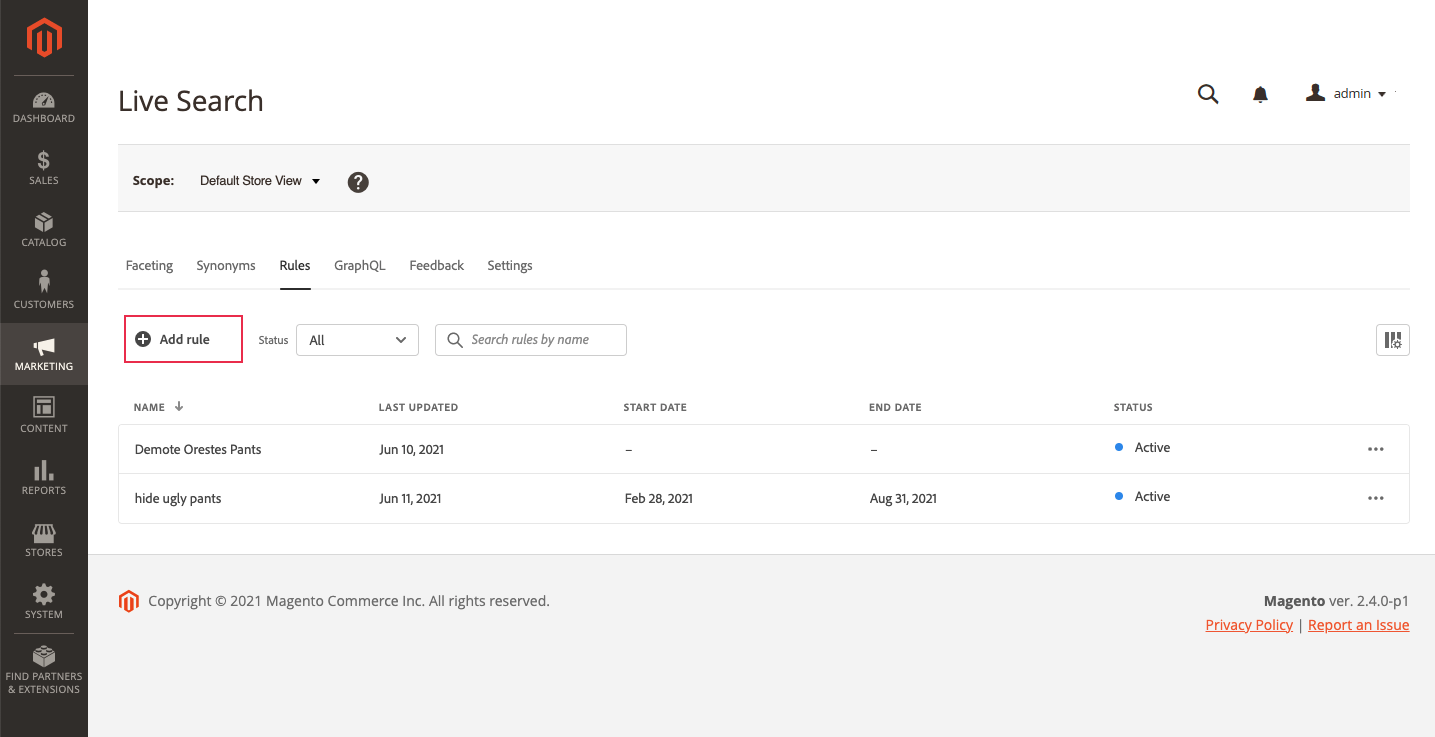 DASHBOARD
SALES
CATALOG
CUSTOMERS
MARKETING
CONTENT
REPORTS
STORES
SYSTEM
FIND PARTNERS
& EXTENSIONS
Live Search
admin
Scope: Default Store View
Faceting Synonyms Rules GraphQL Feedback Settings
Add rule Status All Search rules by name
NAME LAST UPDATED START DATE END DATE STATUS
Demote Orestes Pants Jun 10, 2021 – – Active
hide ugly pants Jun 11, 2021 Feb 28, 2021 Aug 31, 2021 Active
Copyright © 2021 Magento Commerce Inc. All rights reserved. Magento ver. 2.4.0-p1
Privacy Policy | Report an Issue